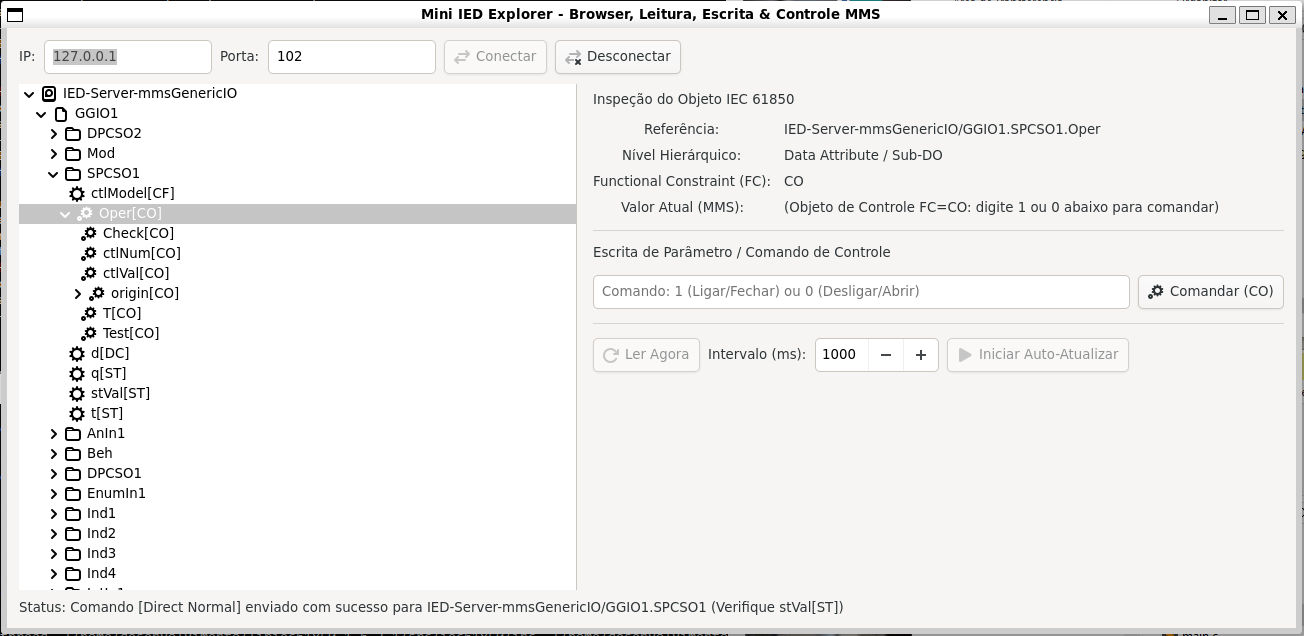 Mini IED Explorer - Browser, Leitura, Escrita & Controle MMS
IP: 127.0.0.1 Porta: 102 Conectar Desconectar
IED-Server-mmsGenericIO
GGIO1
DPCSO2
Mod
SPCSO1
ctlModel[CF]
Oper[CO]
Check[CO]
ctlNum[CO]
ctlVal[CO]
origin[CO]
T[CO]
Test[CO]
d[DC]
q[ST]
stVal[ST]
t[ST]
AnIn1
Beh
DPCSO1
EnumIn1
Ind1
Ind2
Ind3
Ind4
Inspeção do Objeto IEC 61850
Referência: IED-Server-mmsGenericIO/GGIO1.SPCSO1.Oper
Nível Hierárquico: Data Attribute / Sub-DO
Functional Constraint (FC): CO
Valor Atual (MMS): (Objeto de Controle FC=CO: digite 1 ou 0 abaixo para comandar)
Escrita de Parâmetro / Comando de Controle
Comando: 1 (Ligar/Fechar) ou 0 (Desligar/Abrir) Comandar (CO)
Ler Agora Intervalo (ms): 1000 − + Iniciar Auto-Atualizar
Status: Comando [Direct Normal] enviado com sucesso para IED-Server-mmsGenericIO/GGIO1.SPCSO1 (Verifique stVal[ST])